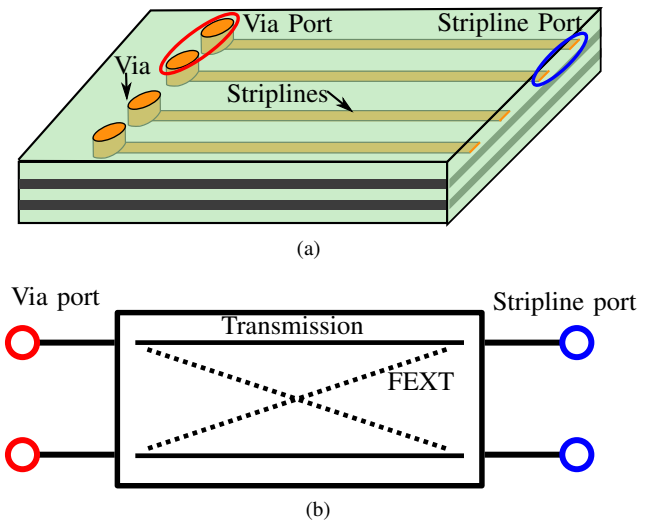 Via Port
Stripline Port
Via
Striplines
(a)
Via port
Stripline port
Transmission
FEXT
(b)